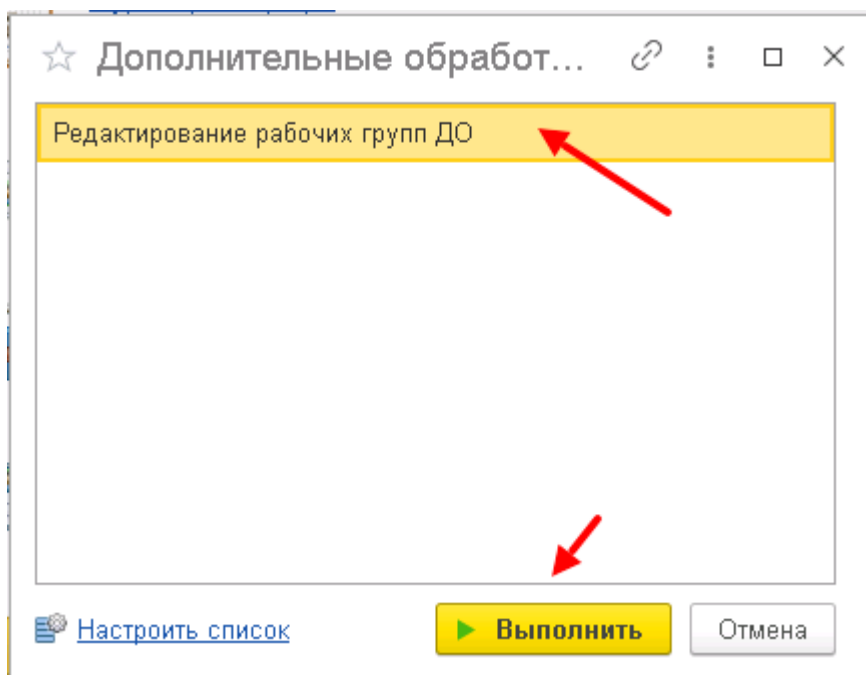 Дополнительные обработ...
Редактирование рабочих групп ДО
Настроить список
Выполнить
Отмена